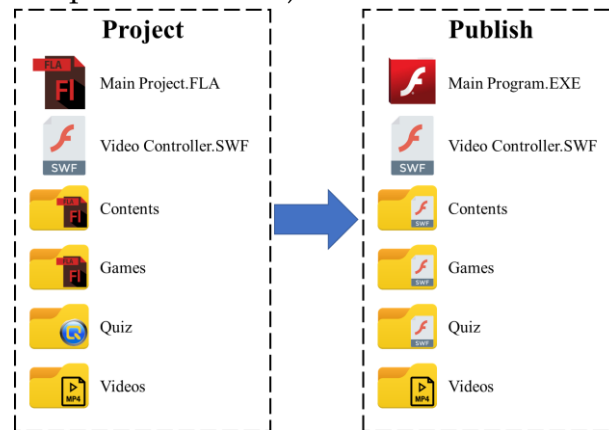 Project
FLA
Fl
Main Project.FLA
SWF
Video Controller.SWF
Fl
Contents
Fl
Games
Quiz
MP4
Videos
Publish
Main Program.EXE
SWF
Video Controller.SWF
SWF
Contents
SWF
Games
SWF
Quiz
MP4
Videos